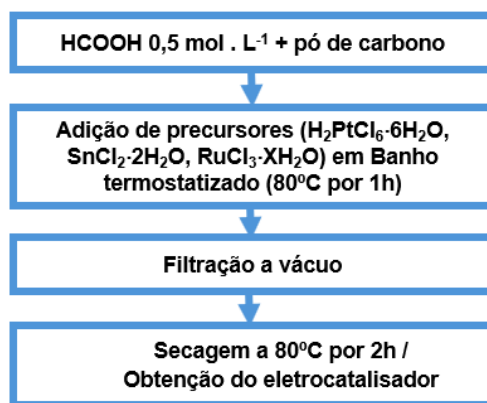 HCOOH 0,5 mol . L⁻¹ + pó de carbono
Adição de precursores (H₂PtCl₆·6H₂O,
SnCl₂·2H₂O, RuCl₃·XH₂O) em Banho
termostatizado (80ºC por 1h)
Filtração a vácuo
Secagem a 80ºC por 2h /
Obtenção do eletrocatalisador